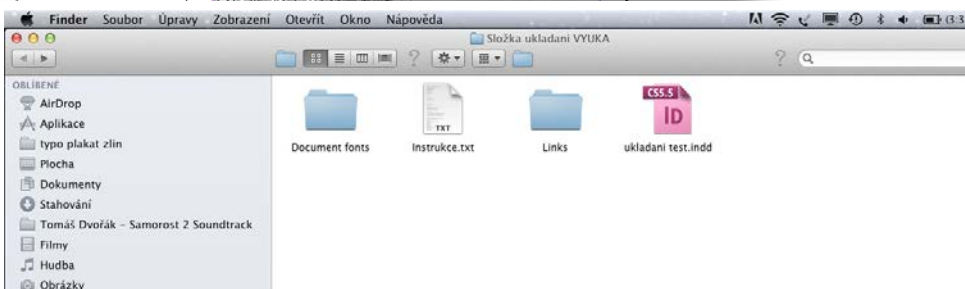 Finder Soubor Úpravy Zobrazení Otevřít Okno Nápověda (3:3
Složka ukladani VYUKA
OBLÍBENÉ
AirDrop
Aplikace
typo plakat zlin
Plocha
Dokumenty
Stahování
Tomáš Dvořák – Samorost 2 Soundtrack
Filmy
Hudba
Obrázky
CS5.5
TXT ID
Document fonts Instrukce.txt Links ukladani test.indd